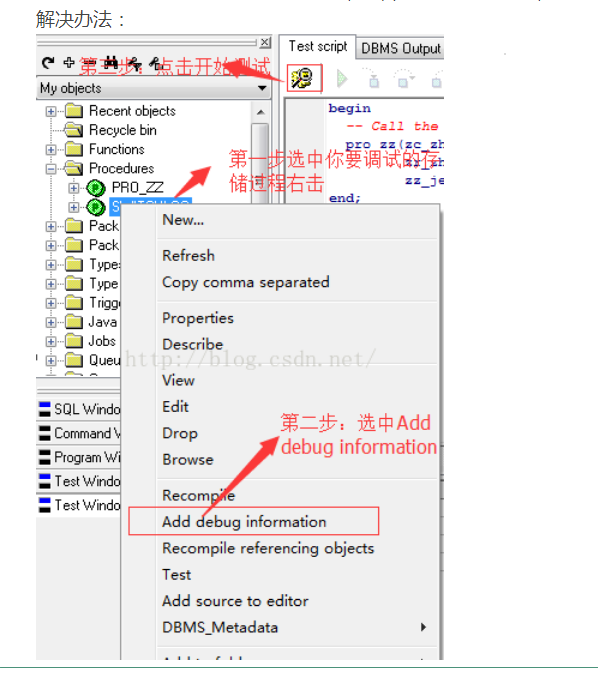 解决办法：
第三步：点击开始测试
My objects
Recent objects
Recycle bin
Functions
Procedures
PRO_ZZ
Pack
Pack
Type
Type
Trigg
Java
Jobs
Queu
SQL Windo
Command W
Program Wi
Test Windo
Test Windo
Test script
DBMS Output
begin
-- Call the
pro_zz(zc_zh
zz_zh
zz_je
end;
第一步选中你要调试的存
储过程右击
New...
Refresh
Copy comma separated
Properties
Describe
http://blog.csdn.net/
View
Edit
Drop
Browse
第二步：选中Add
debug information
Recompile
Add debug information
Recompile referencing objects
Test
Add source to editor
DBMS_Metadata